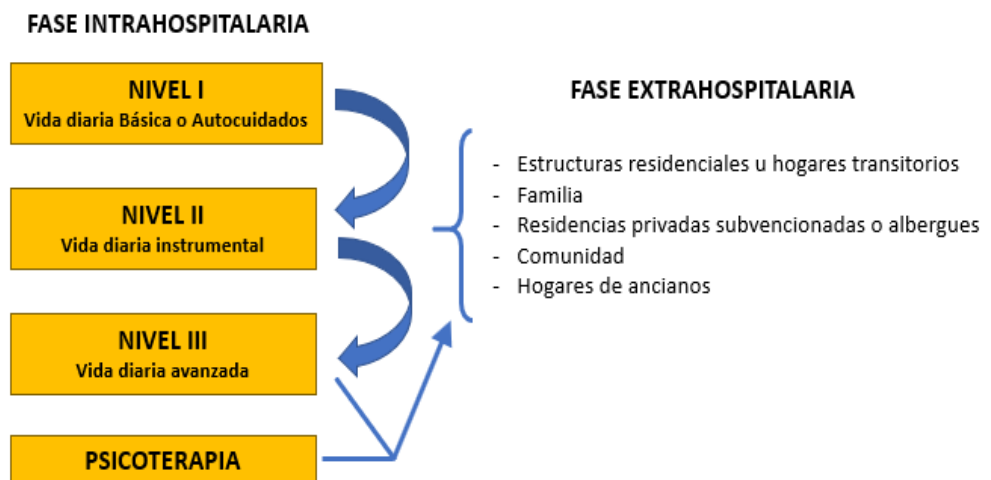 FASE INTRAHOSPITALARIA
NIVEL I
Vida diaria Básica o Autocuidados
NIVEL II
Vida diaria instrumental
NIVEL III
Vida diaria avanzada
PSICOTERAPIA
FASE EXTRAHOSPITALARIA
- Estructuras residenciales u hogares transitorios
- Familia
- Residencias privadas subvencionadas o albergues
- Comunidad
- Hogares de ancianos